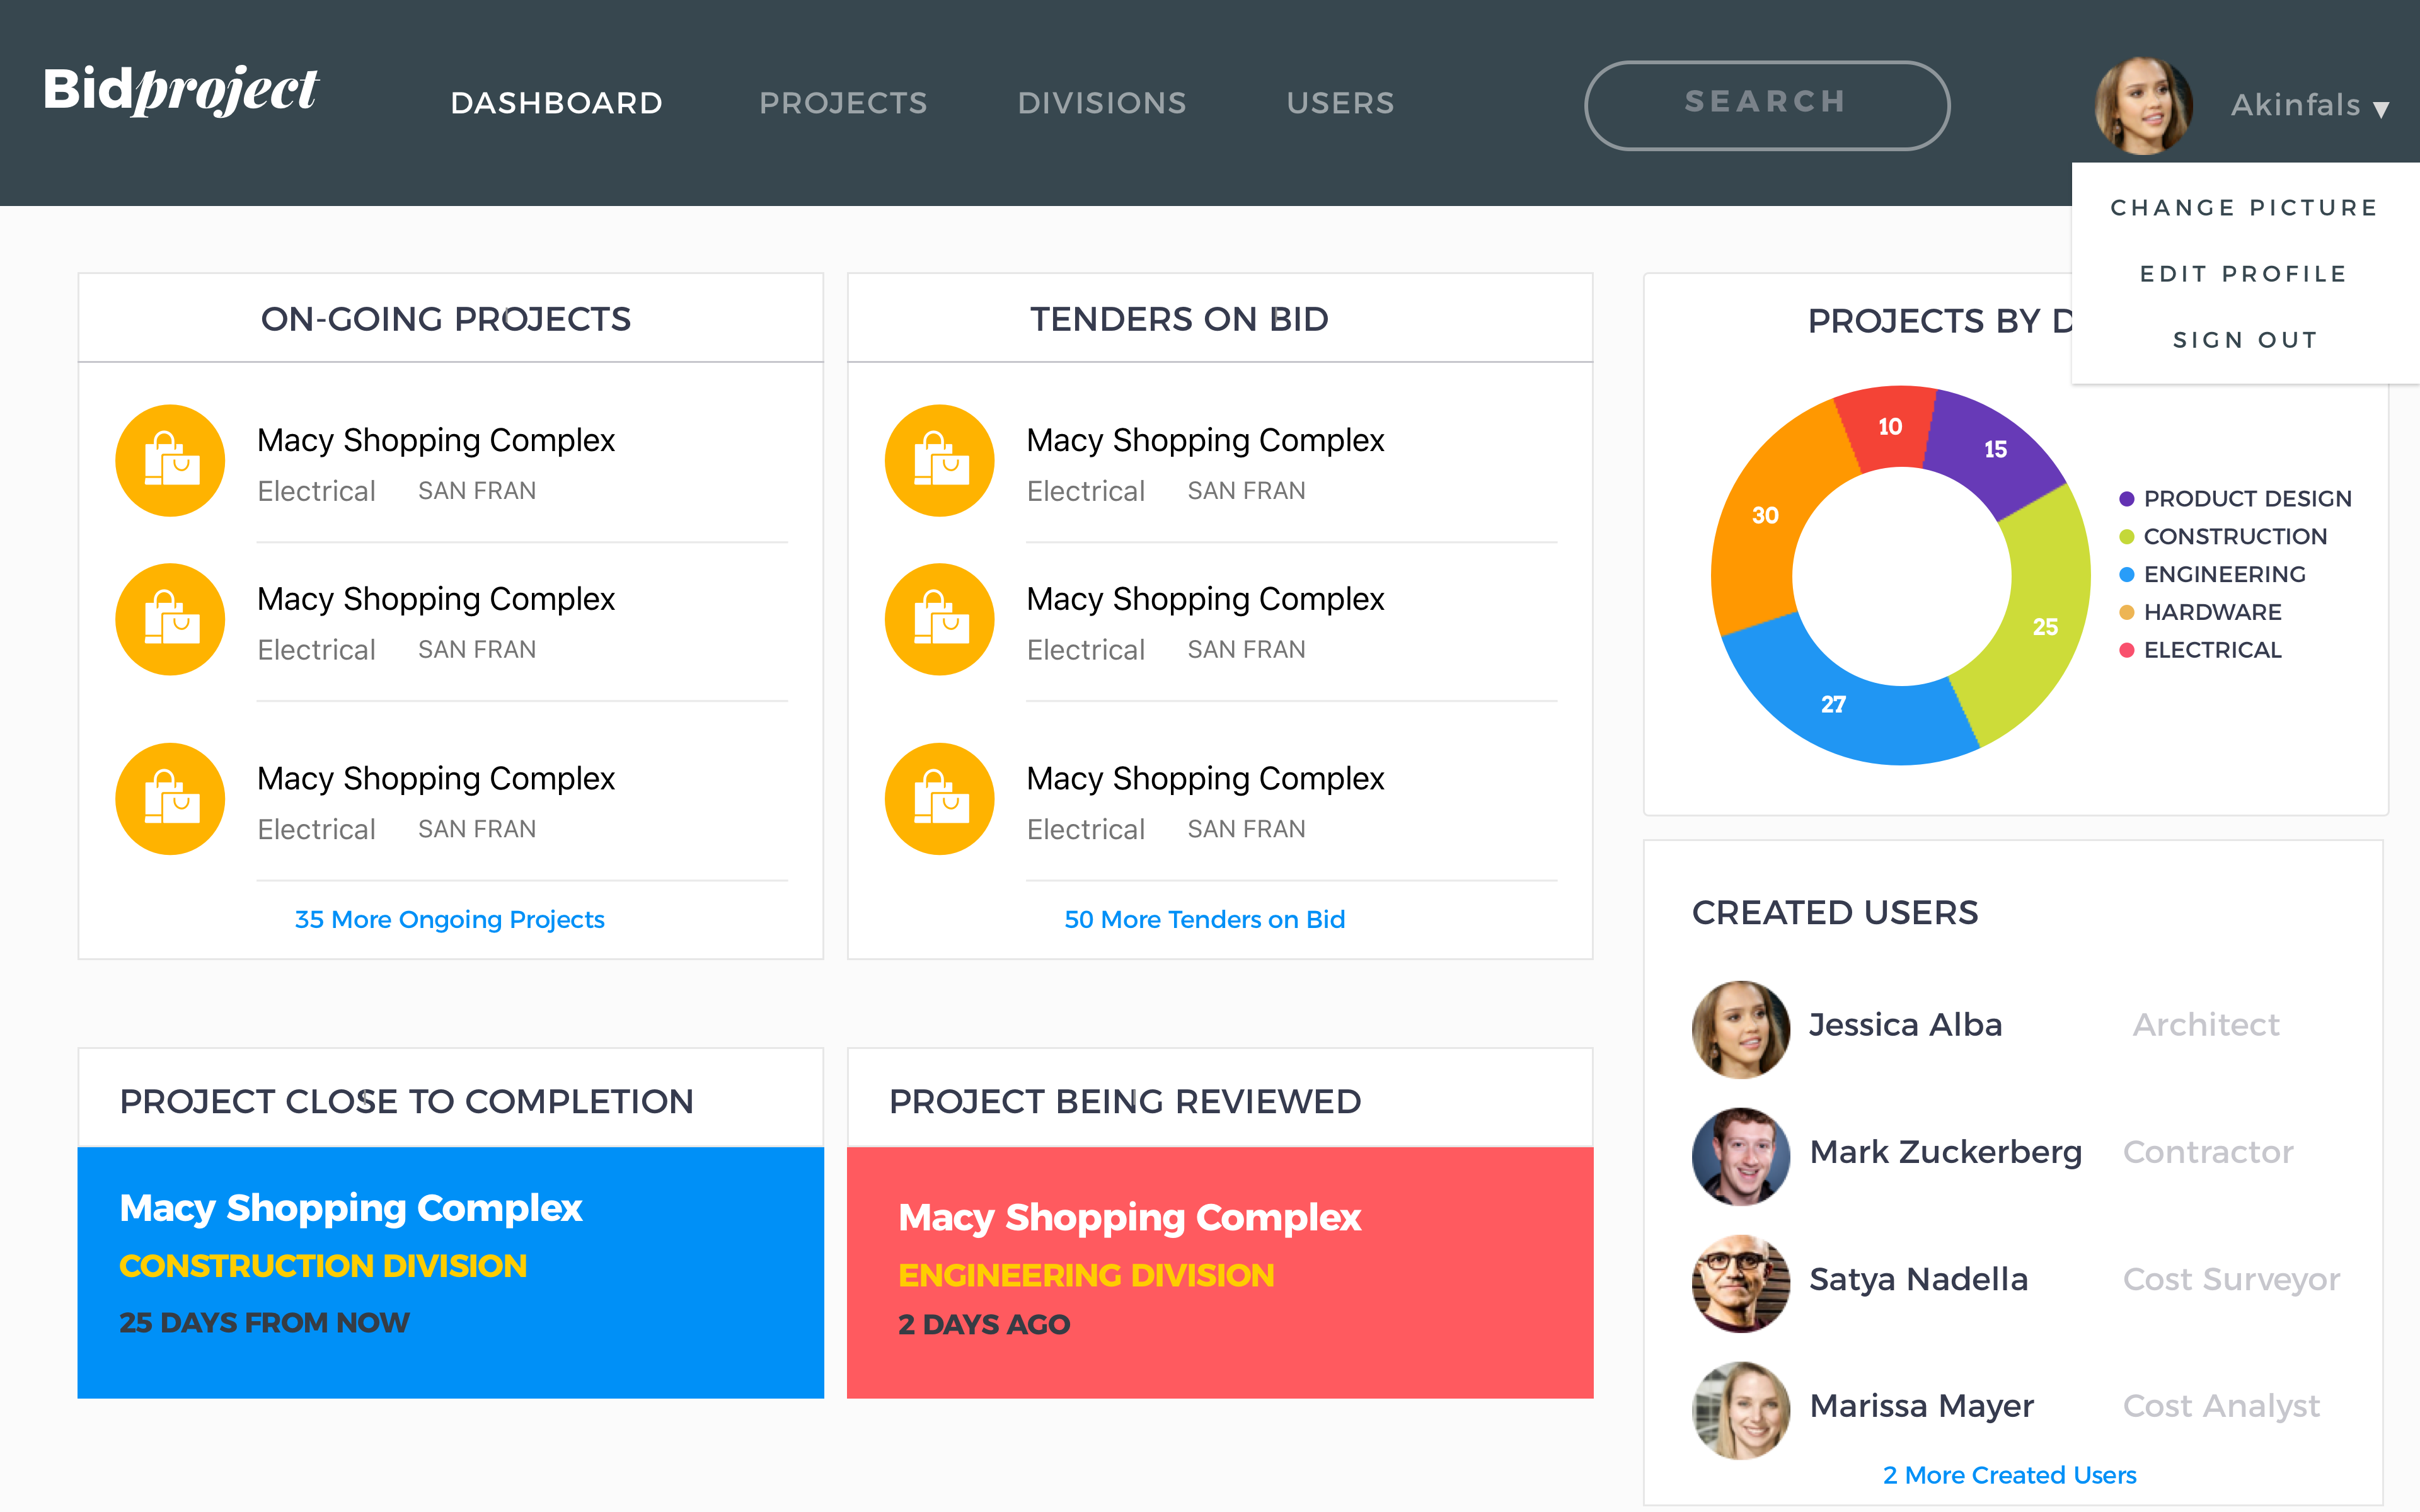 Bidproject
DASHBOARD PROJECTS DIVISIONS USERS
SEARCH
Akinfals ▼
CHANGE PICTURE
EDIT PROFILE
SIGN OUT
ON-GOING PROJECTS
Macy Shopping Complex
Electrical SAN FRAN
Macy Shopping Complex
Electrical SAN FRAN
Macy Shopping Complex
Electrical SAN FRAN
35 More Ongoing Projects
TENDERS ON BID
Macy Shopping Complex
Electrical SAN FRAN
Macy Shopping Complex
Electrical SAN FRAN
Macy Shopping Complex
Electrical SAN FRAN
50 More Tenders on Bid
PROJECTS BY D
10
15
30
25
27
PRODUCT DESIGN
CONSTRUCTION
ENGINEERING
HARDWARE
ELECTRICAL
PROJECT CLOSE TO COMPLETION
Macy Shopping Complex
CONSTRUCTION DIVISION
25 DAYS FROM NOW
PROJECT BEING REVIEWED
Macy Shopping Complex
ENGINEERING DIVISION
2 DAYS AGO
CREATED USERS
Jessica Alba Architect
Mark Zuckerberg Contractor
Satya Nadella Cost Surveyor
Marissa Mayer Cost Analyst
2 More Created Users